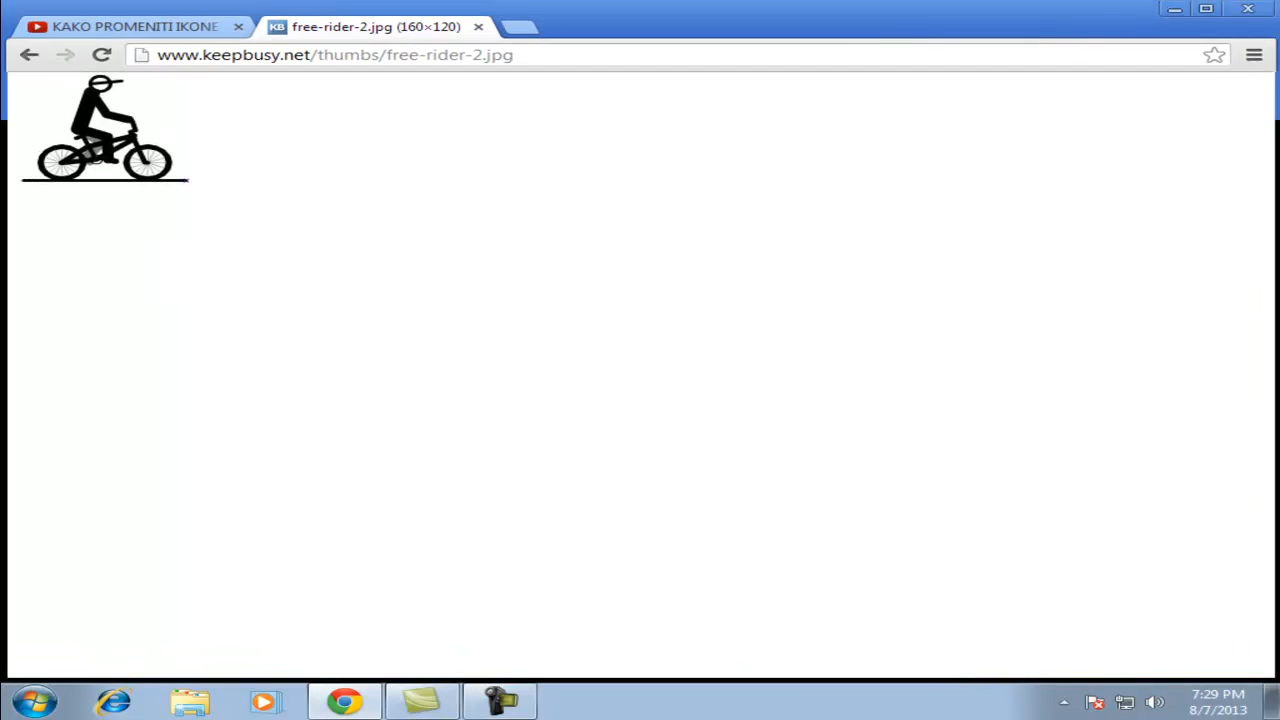 KAKO PROMENITI IKONE
KB free-rider-2.jpg (160×120)
www.keepbusy.net/thumbs/free-rider-2.jpg
7:29 PM
8/7/2013